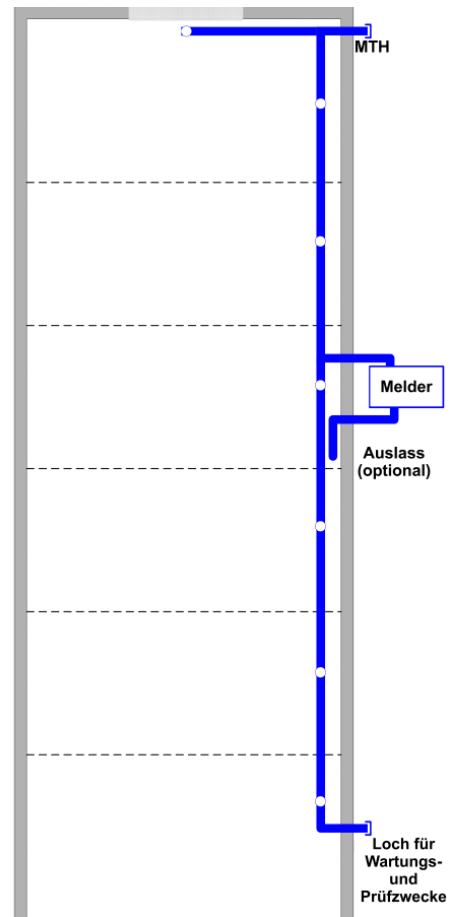 MTH
Melder
Auslass
(optional)
Loch für
Wartungs-
und
Prüfzwecke